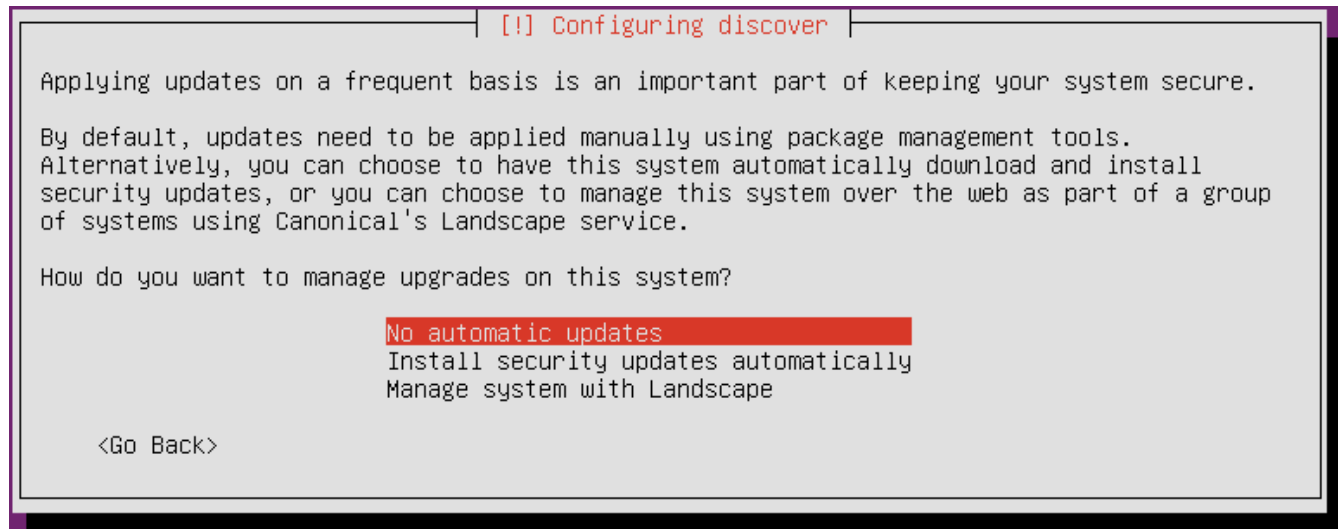 [!] Configuring discover
Applying updates on a frequent basis is an important part of keeping your system secure.
By default, updates need to be applied manually using package management tools.
Alternatively, you can choose to have this system automatically download and install
security updates, or you can choose to manage this system over the web as part of a group
of systems using Canonical's Landscape service.
How do you want to manage upgrades on this system?
No automatic updates
Install security updates automatically
Manage system with Landscape
<Go Back>